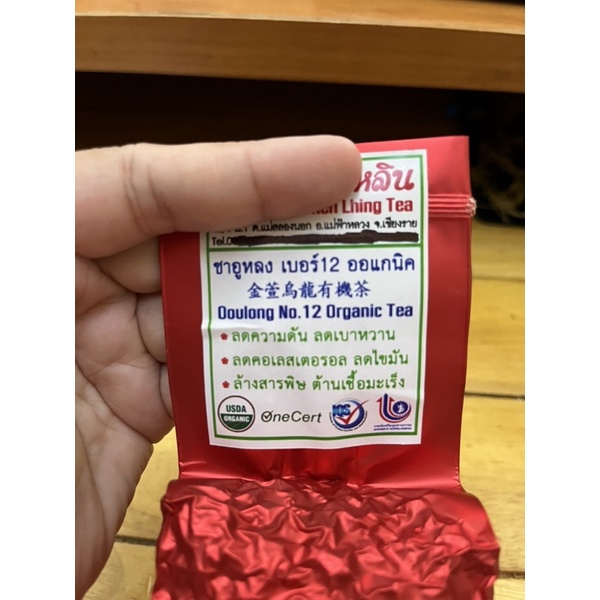 หลิน
Lhing Tea
ต.แม่สลองนอก อ.แม่ฟ้าหลวง จ.เชียงราย
Tel.0
ชาอูหลง เบอร์12 ออแกนิค
金萱烏龍有機茶
Ooulong No.12 Organic Tea
ลดความดัน ลดเบาหวาน
ลดคอเลสเตอรอล ลดไขมัน
ล้างสารพิษ ต้านเชื้อมะเร็ง
USDA
ORGANIC
OneCert
IQS